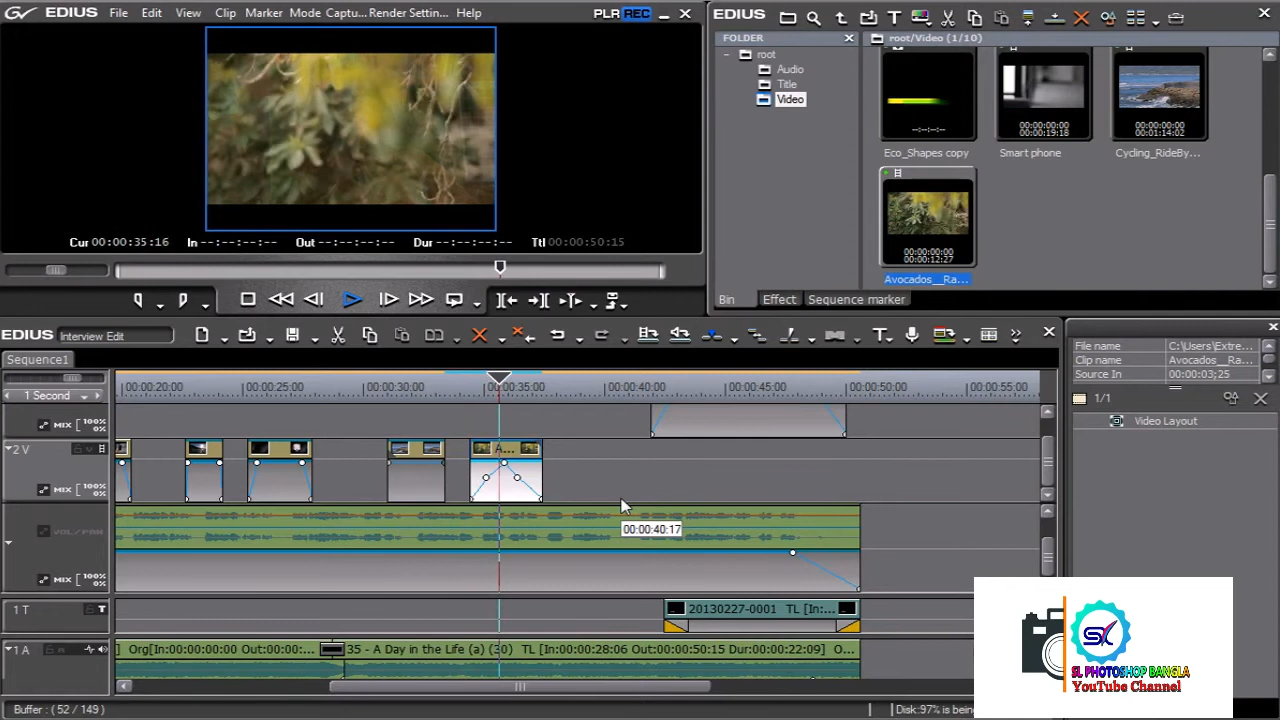 EDIUS File Edit View Clip Marker Mode Captu... Render Settin... Help
PLR REC
Cur 00:00:35:16 In --:--:--:-- Out --:--:--:-- Dur --:--:--:-- Ttl 00:00:50:15
EDIUS
FOLDER
root
Audio
Title
Video
root/Video (1/10)
--:--:--:--
Eco_Shapes copy
00:00:00:00
00:00:19:18
Smart phone
00:00:00:00
00:01:14:02
Cycling_RideBy...
00:00:00:00
00:00:12:27
Avocados__Ra...
Bin Effect Sequence marker
EDIUS Interview Edit
Sequence1
1 Second
00:00:20:00 00:00:25:00 00:00:30:00 00:00:35:00 00:00:40:00 00:00:45:00 00:00:50:00 00:00:55:00
MIX 100%
0%
2 V
A...
MIX 100%
0%
VOL/PAN
00:00:40:17
MIX 100%
0%
1 T
20130227-0001 TL [In:...
1 A
] Org[In:00:00:00:00 Out:00:00:... 35 - A Day in the Life (a) (30) TL [In:00:00:28:06 Out:00:00:50:15 Dur:00:00:22:09] O...
Buffer : ( 52 / 149 )
Disk:97% is bein
File name C:\Users\Extre...
Clip name Avocados__Ra...
Source In 00:00:03;25
1/1
Video Layout
SX
SL PHOTOSHOP BANGLA
YouTube Channel